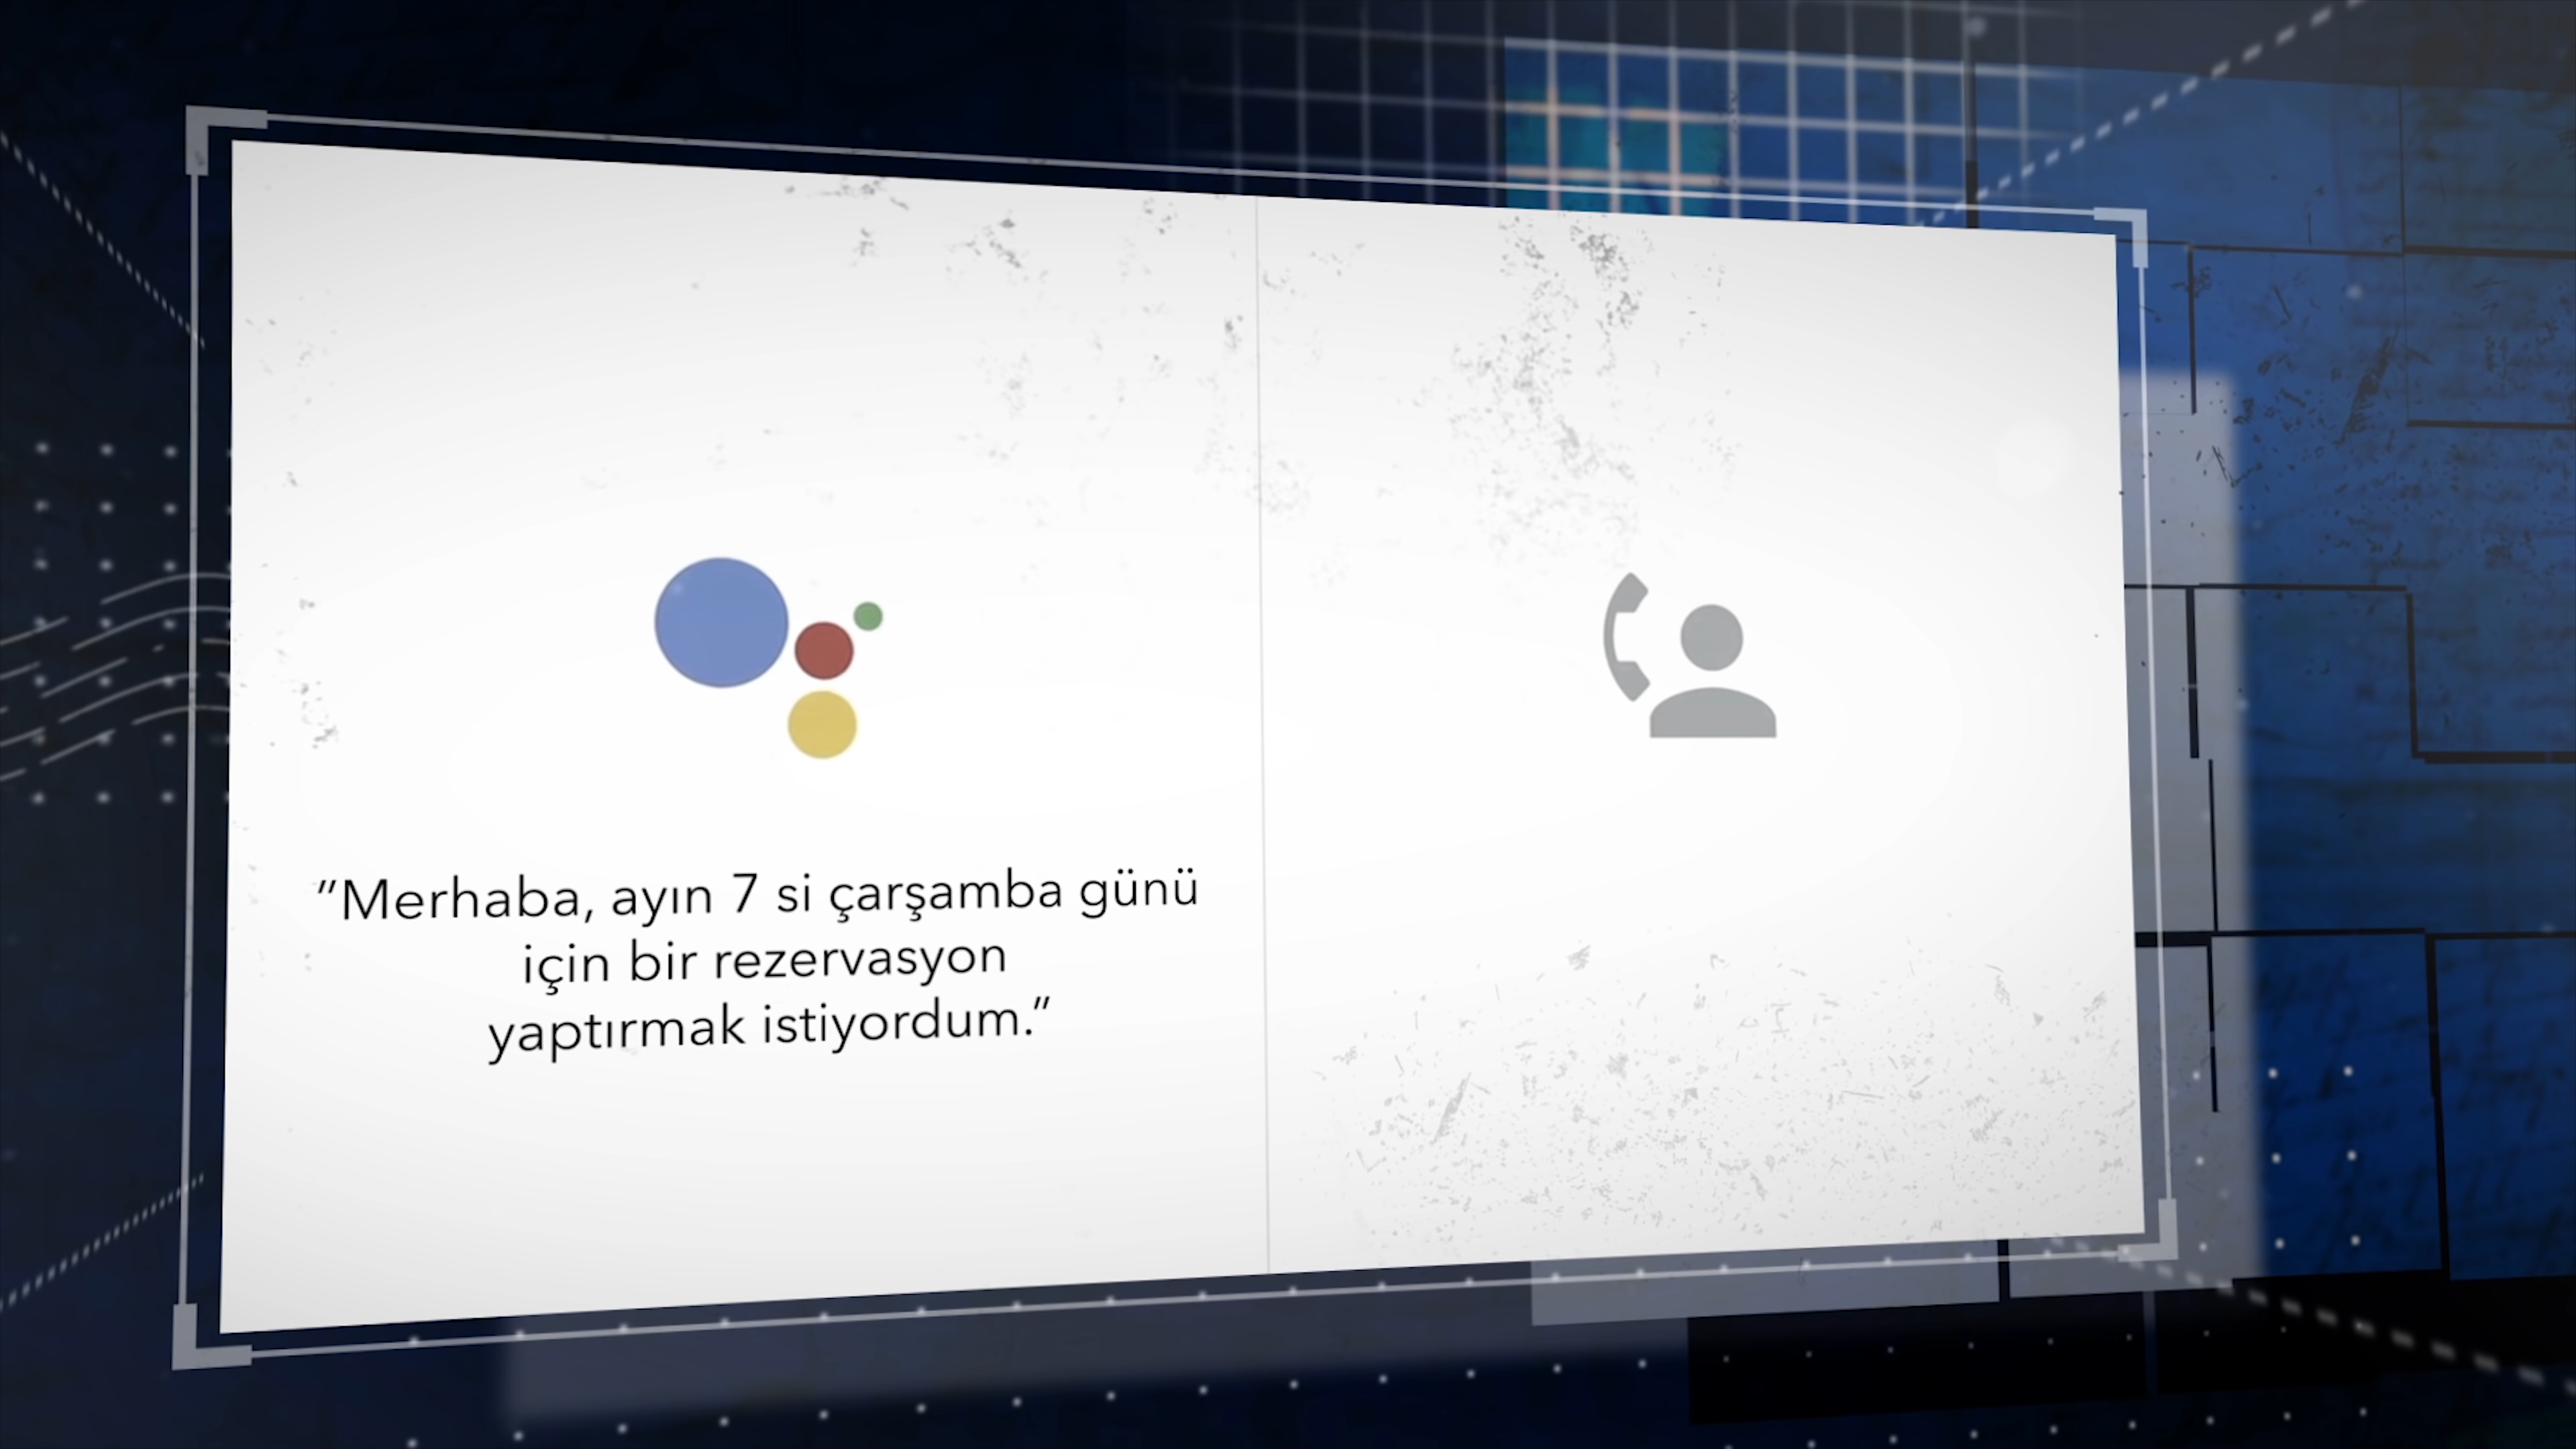 "Merhaba, ayın 7 si çarşamba günü
için bir rezervasyon
yaptırmak istiyordum."